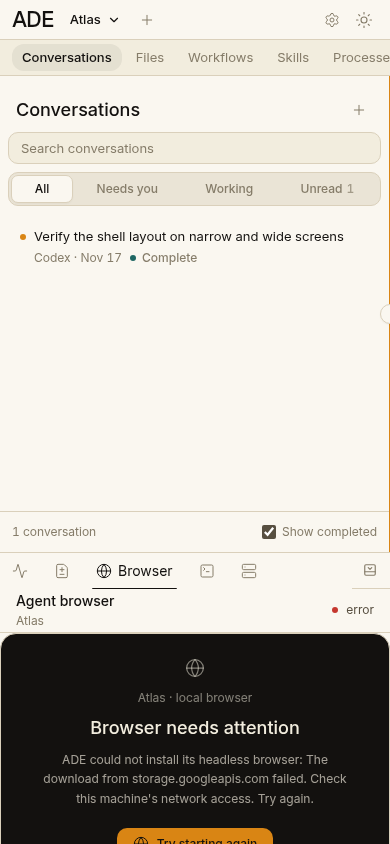 ADE Atlas
Conversations Files Workflows Skills Processe
Conversations
Search conversations
All Needs you Working Unread 1
Verify the shell layout on narrow and wide screens
Codex · Nov 17 Complete
1 conversation Show completed
Browser
Agent browser
Atlas
error
Atlas · local browser
Browser needs attention
ADE could not install its headless browser: The
download from storage.googleapis.com failed. Check
this machine's network access. Try again.
Try starting again